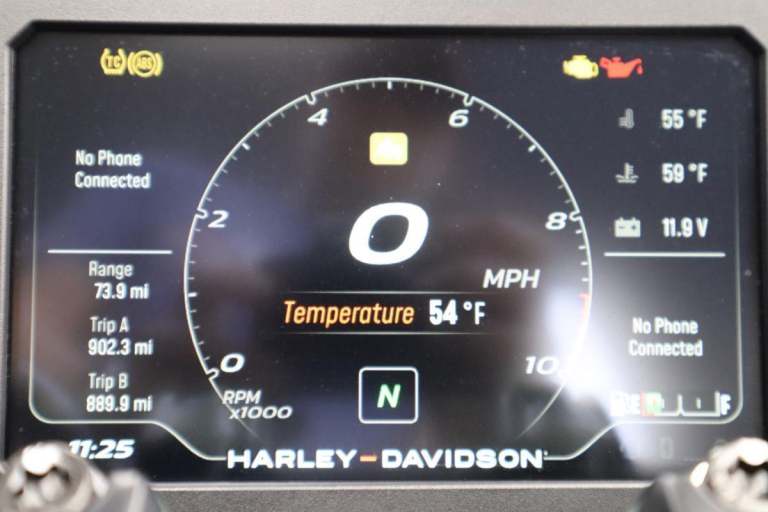 TC
ABS
4
6
55 °F
No Phone
Connected
59 °F
2
0
8
11.9 V
MPH
Range
73.9 mi
Temperature 54 °F
Trip A
902.3 mi
No Phone
Connected
Trip B
889.9 mi
0
10
RPM
x1000
N
E
F
11:25
HARLEY-DAVIDSON